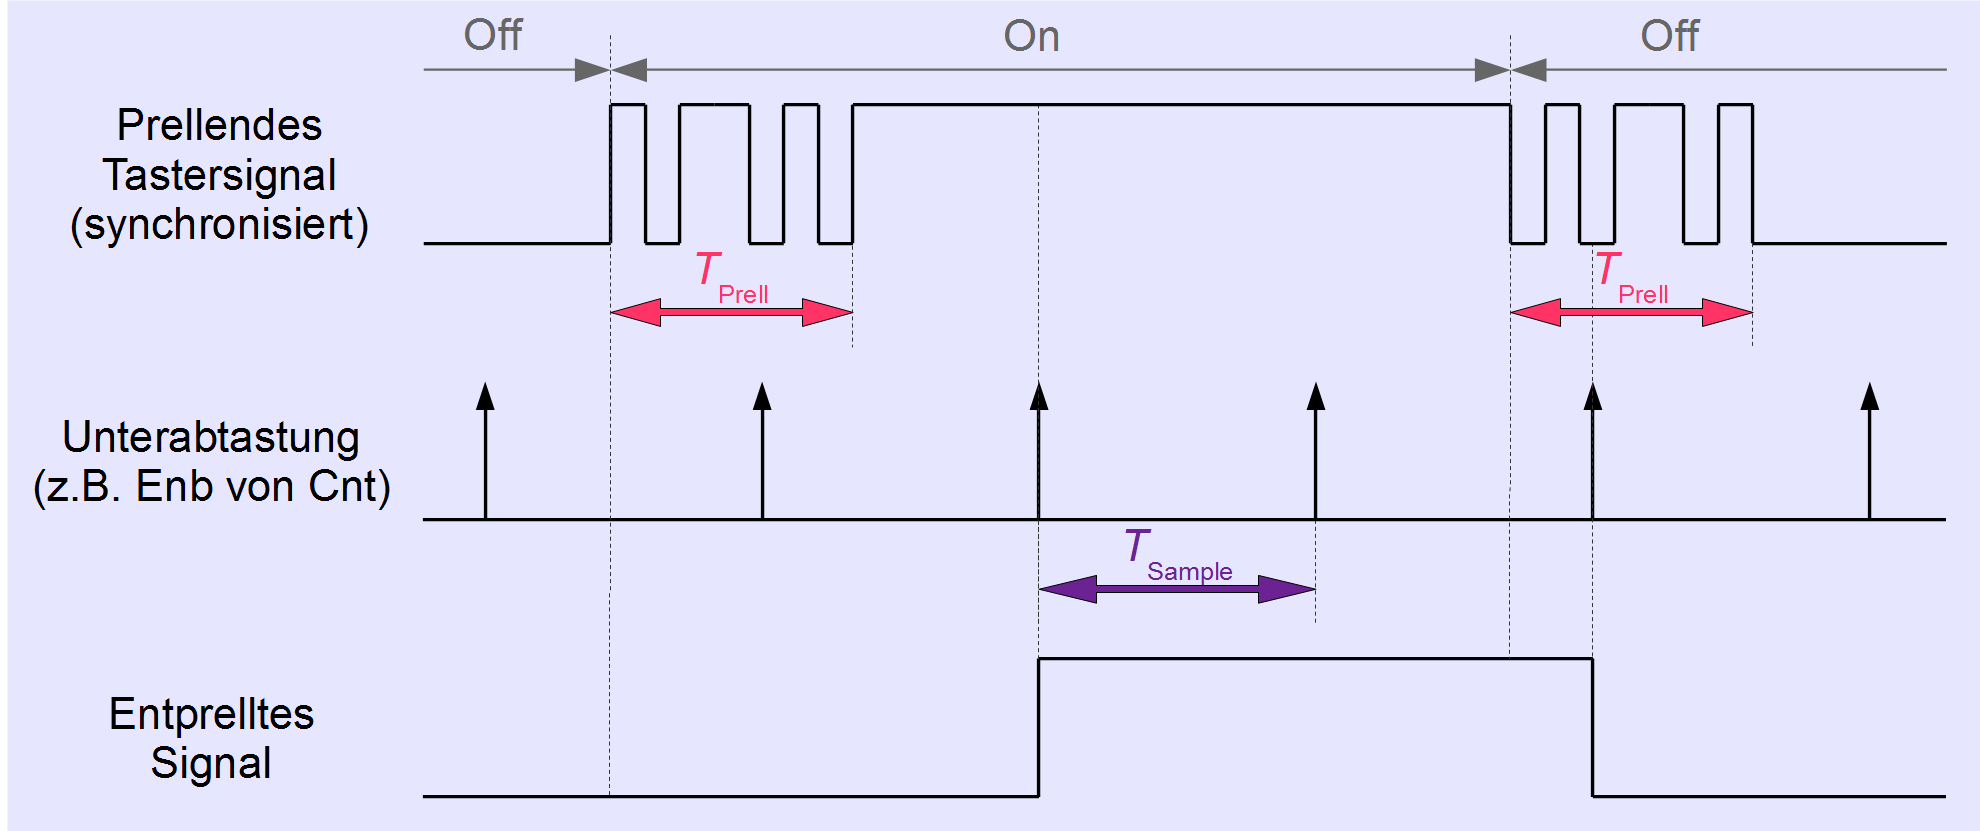 Off
On
Off
Prellendes
Tastersignal
(synchronisiert)
T Prell
T Prell
Unterabtastung
(z.B. Enb von Cnt)
T Sample
Entprelltes
Signal